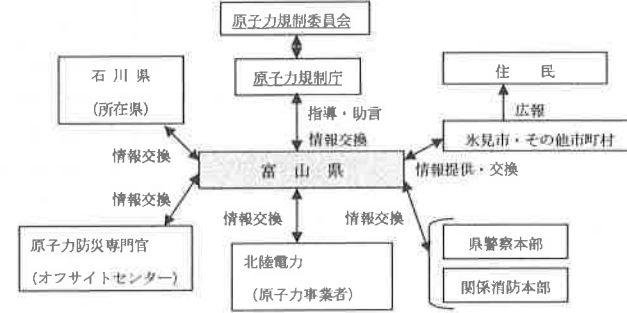 原子力規制委員会
石川県
(所在県)
原子力規制庁
住 民
指導・助言
情報交換
広報
氷見市・その他市町村
情報交換
富 山 県
情報提供・交換
情報交換
情報交換
情報交換
原子力防災専門官
(オフサイトセンター)
北陸電力
(原子力事業者)
県警察本部
関係消防本部